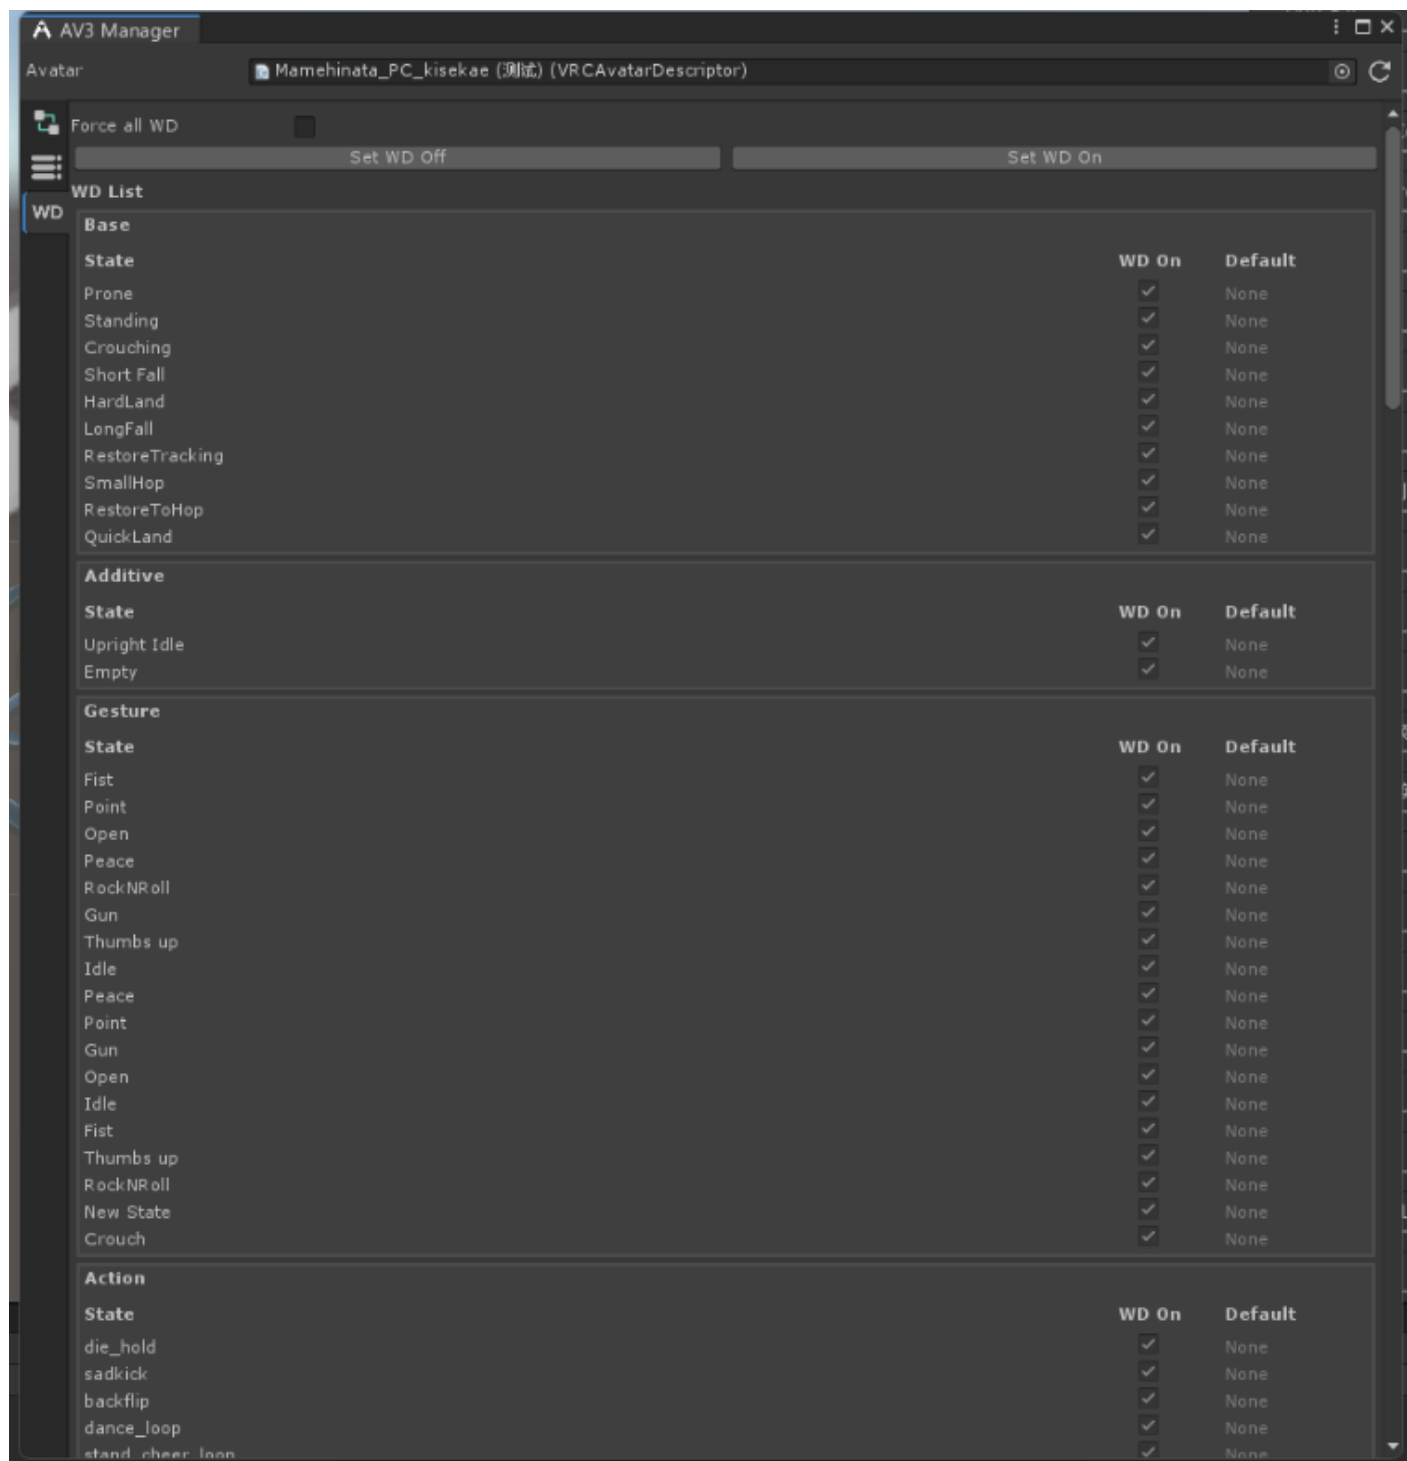 AV3 Manager
Avatar Mamehinata_PC_kisekae (测试) (VRCAvatarDescriptor)
Force all WD
Set WD Off Set WD On
WD List
WD
Base
State WD On Default
Prone None
Standing None
Crouching None
Short Fall None
HardLand None
LongFall None
RestoreTracking None
SmallHop None
RestoreToHop None
QuickLand None
Additive
State WD On Default
Upright Idle None
Empty None
Gesture
State WD On Default
Fist None
Point None
Open None
Peace None
RockNRoll None
Gun None
Thumbs up None
Idle None
Peace None
Point None
Gun None
Open None
Idle None
Fist None
Thumbs up None
RockNRoll None
New State None
Crouch None
Action
State WD On Default
die_hold None
sadkick None
backflip None
dance_loop None
stand_cheer_loop None